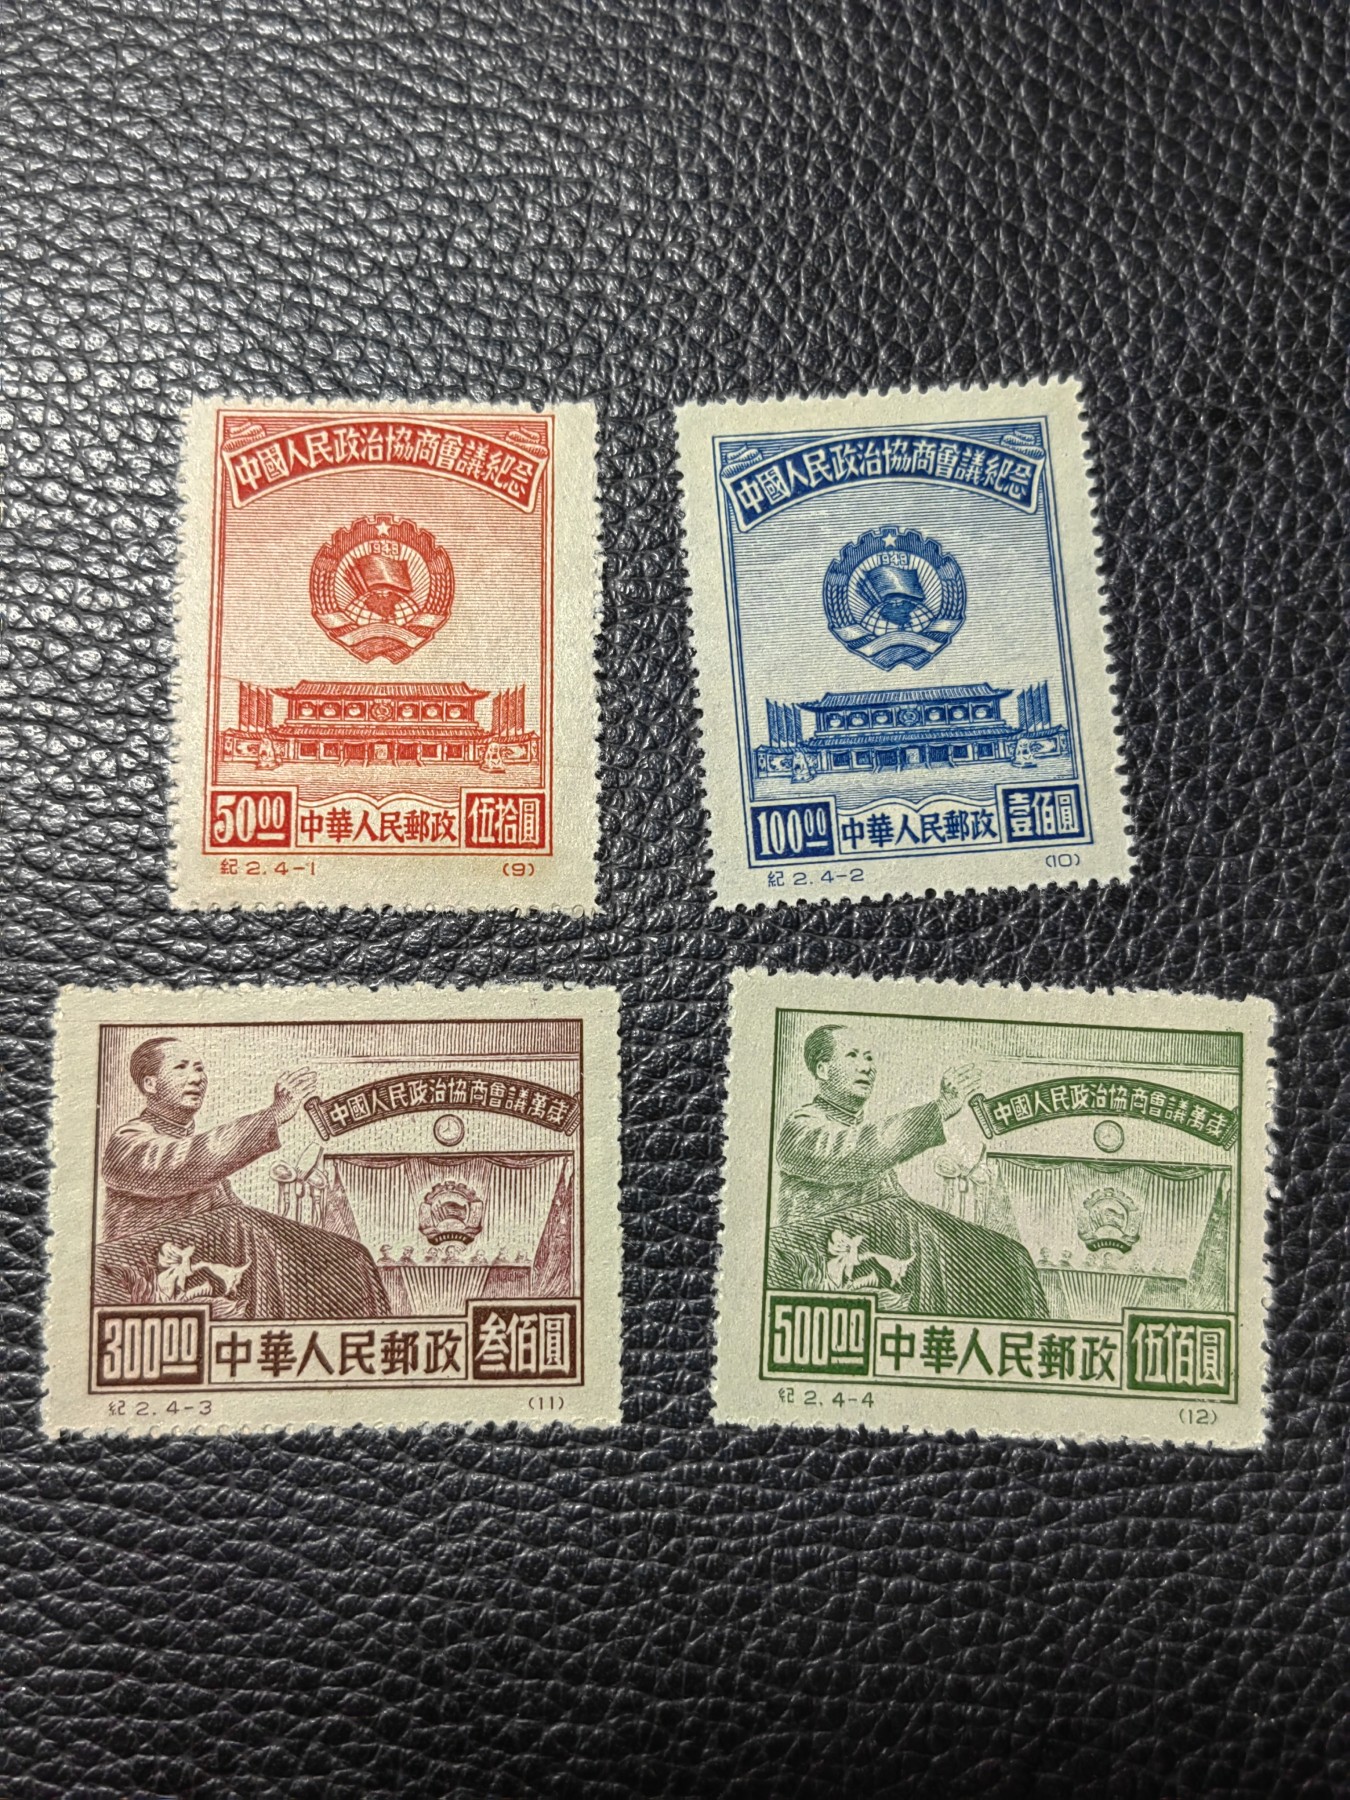 中國人民政治協商會議紀念
1949
50.00 中華人民郵政 伍拾圓
紀 2. 4-1 (9)
中國人民政治協商會議紀念
1949
100.00 中華人民郵政 壹佰圓
紀 2. 4-2 (10)
中國人民政治協商會議萬歲
300.00 中華人民郵政 叁佰圓
紀 2. 4-3 (11)
中國人民政治協商會議萬歲
500.00 中華人民郵政 伍佰圓
紀 2. 4-4 (12)